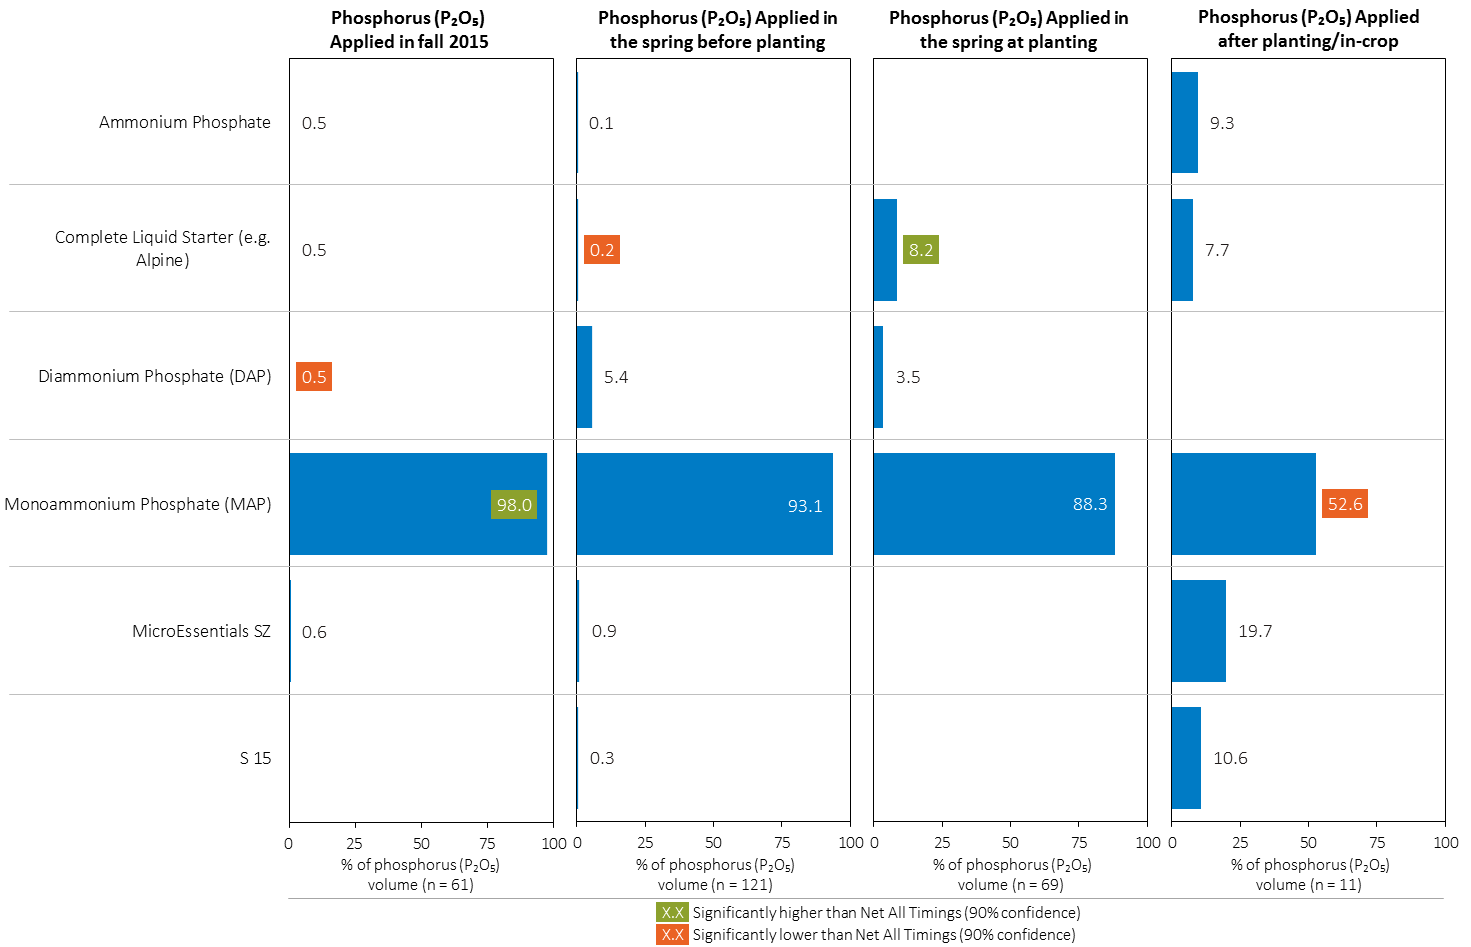 Phosphorus (P₂O₅)
Applied in fall 2015
Phosphorus (P₂O₅) Applied in
the spring before planting
Phosphorus (P₂O₅) Applied in
the spring at planting
Phosphorus (P₂O₅) Applied
after planting/in-crop
Ammonium Phosphate
0.5
0.1
9.3
Complete Liquid Starter (e.g.
Alpine)
0.5
0.2
8.2
7.7
Diammonium Phosphate (DAP)
0.5
5.4
3.5
Monoammonium Phosphate (MAP)
98.0
93.1
88.3
52.6
MicroEssentials SZ
0.6
0.9
19.7
S 15
0.3
10.6
0 25 50 75 100
0 25 50 75 100
0 25 50 75 100
0 25 50 75 100
% of phosphorus (P₂O₅)
volume (n = 61)
% of phosphorus (P₂O₅)
volume (n = 121)
% of phosphorus (P₂O₅)
volume (n = 69)
% of phosphorus (P₂O₅)
volume (n = 11)
X.X Significantly higher than Net All Timings (90% confidence)
X.X Significantly lower than Net All Timings (90% confidence)